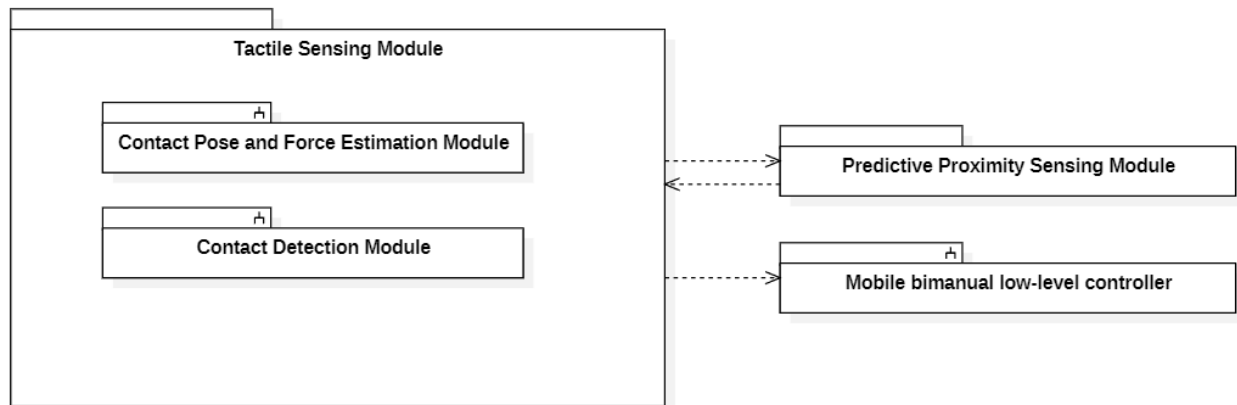 Tactile Sensing Module
Contact Pose and Force Estimation Module
Contact Detection Module
Predictive Proximity Sensing Module
Mobile bimanual low-level controller